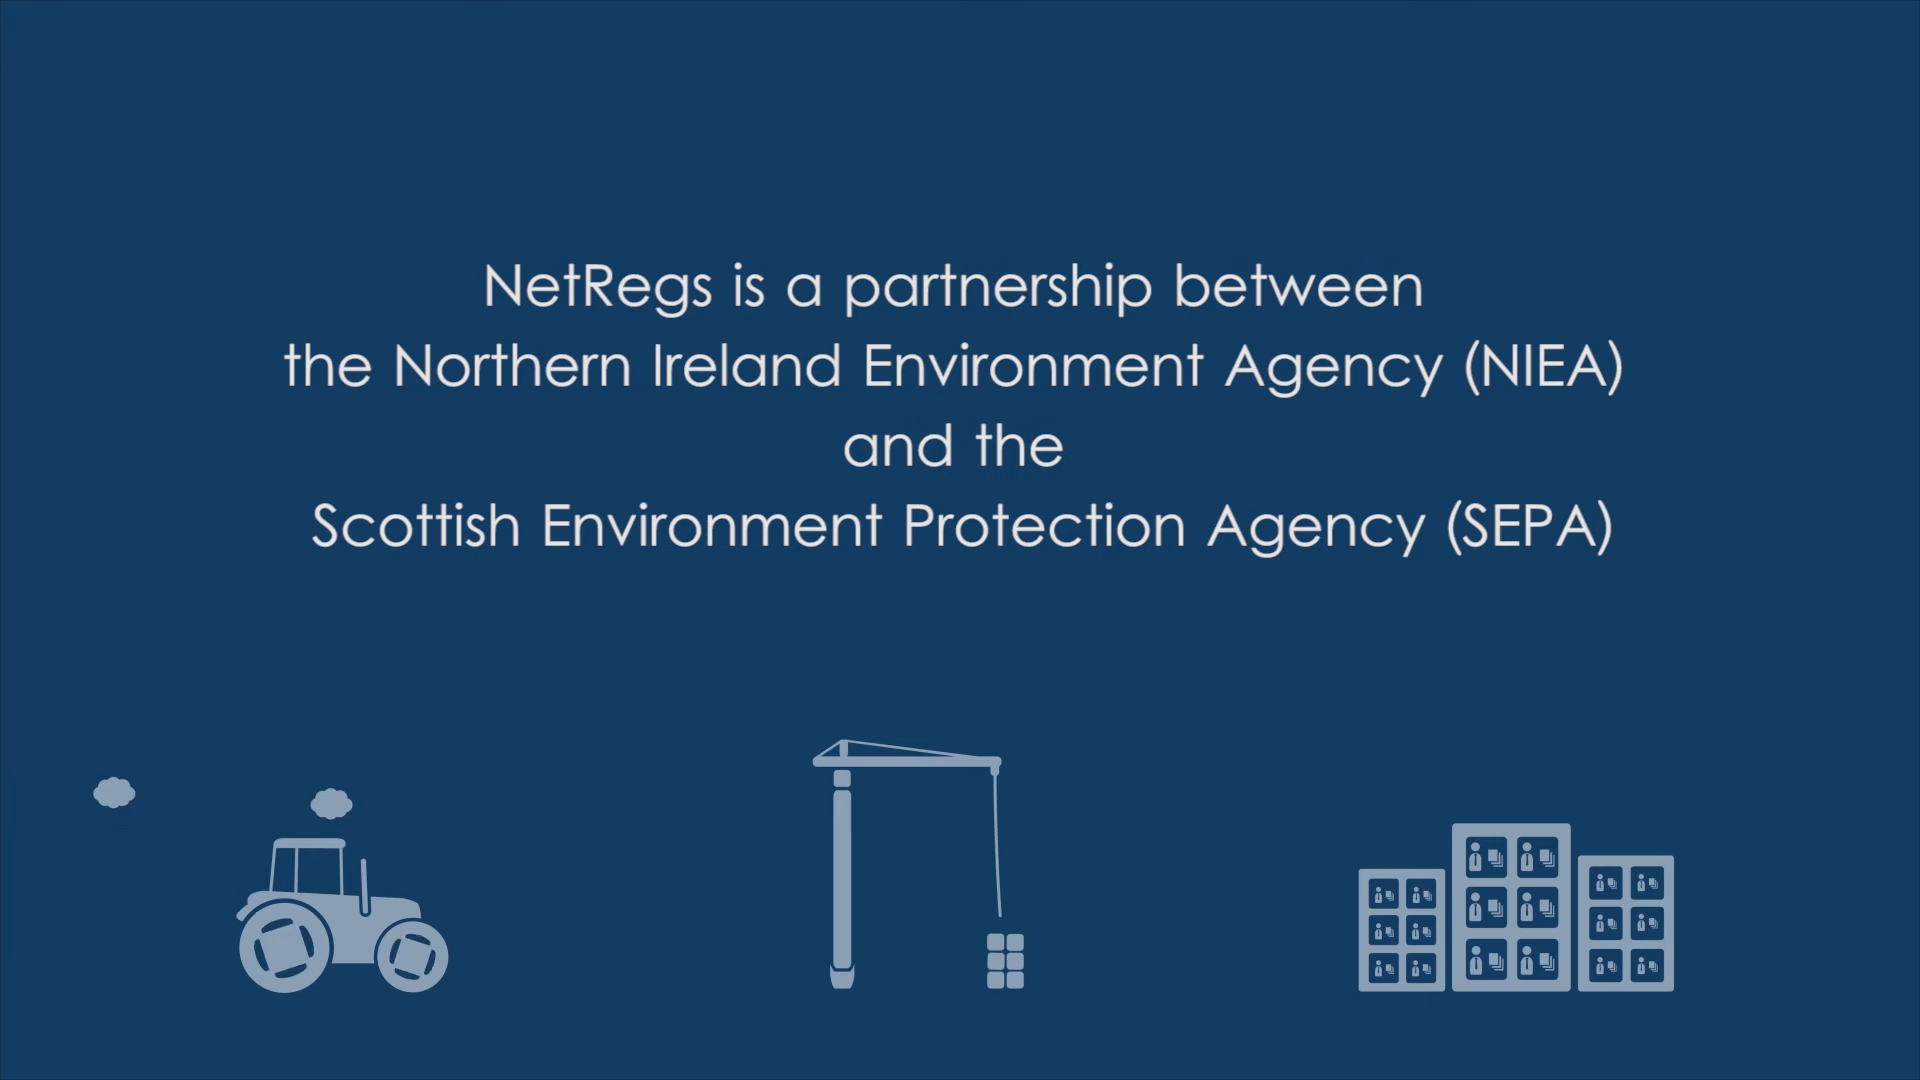 NetRegs is a partnership between
the Northern Ireland Environment Agency (NIEA)
and the
Scottish Environment Protection Agency (SEPA)